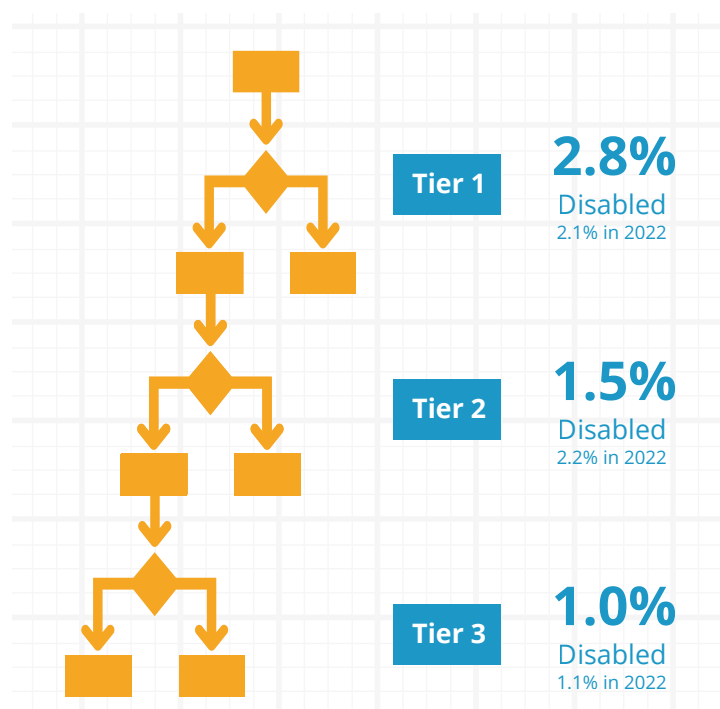 Tier 1
2.8%
Disabled
2.1% in 2022
Tier 2
1.5%
Disabled
2.2% in 2022
Tier 3
1.0%
Disabled
1.1% in 2022